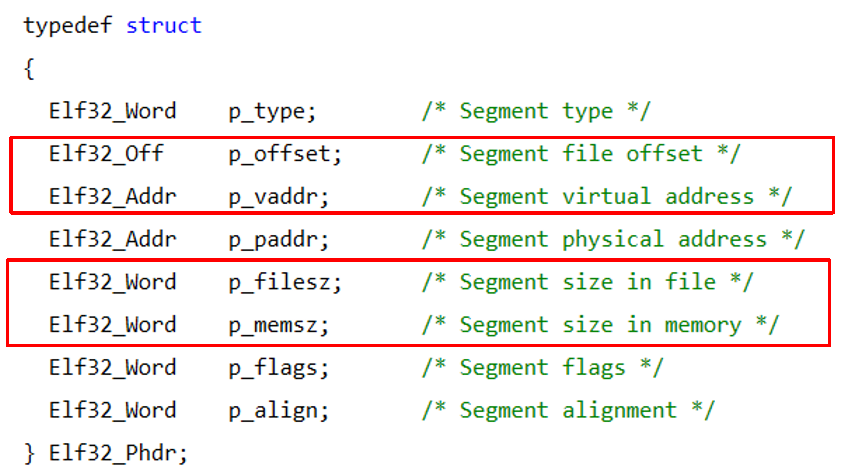 typedef struct
{
Elf32_Word p_type; /* Segment type */
Elf32_Off p_offset; /* Segment file offset */
Elf32_Addr p_vaddr; /* Segment virtual address */
Elf32_Addr p_paddr; /* Segment physical address */
Elf32_Word p_filesz; /* Segment size in file */
Elf32_Word p_memsz; /* Segment size in memory */
Elf32_Word p_flags; /* Segment flags */
Elf32_Word p_align; /* Segment alignment */
} Elf32_Phdr;